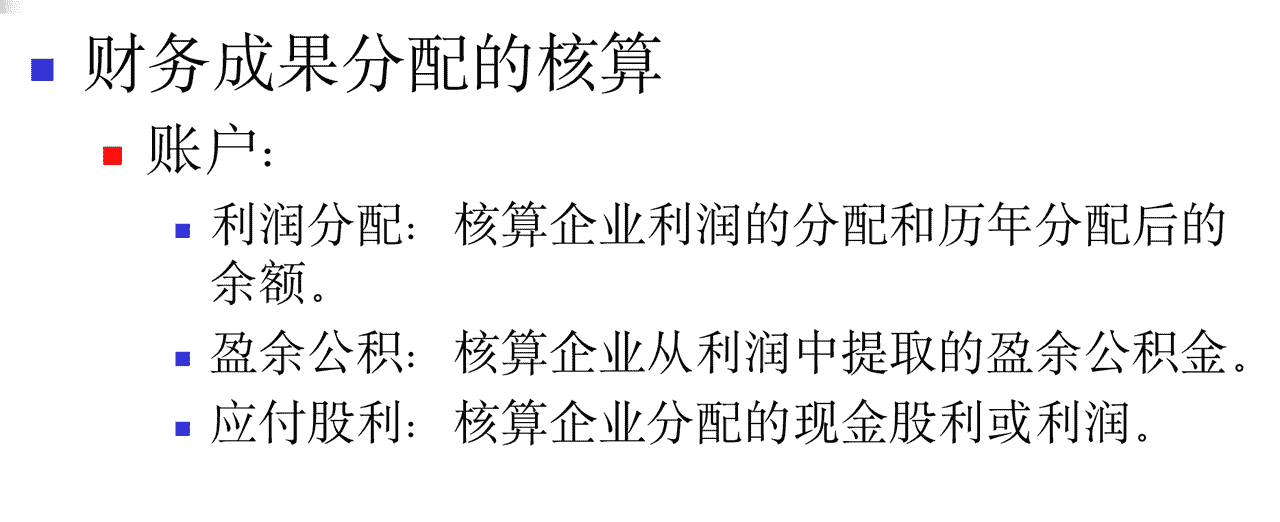 财务成果分配的核算
账户：
利润分配： 核算企业利润的分配和历年分配后的
余额。
盈余公积： 核算企业从利润中提取的盈余公积金。
应付股利： 核算企业分配的现金股利或利润。